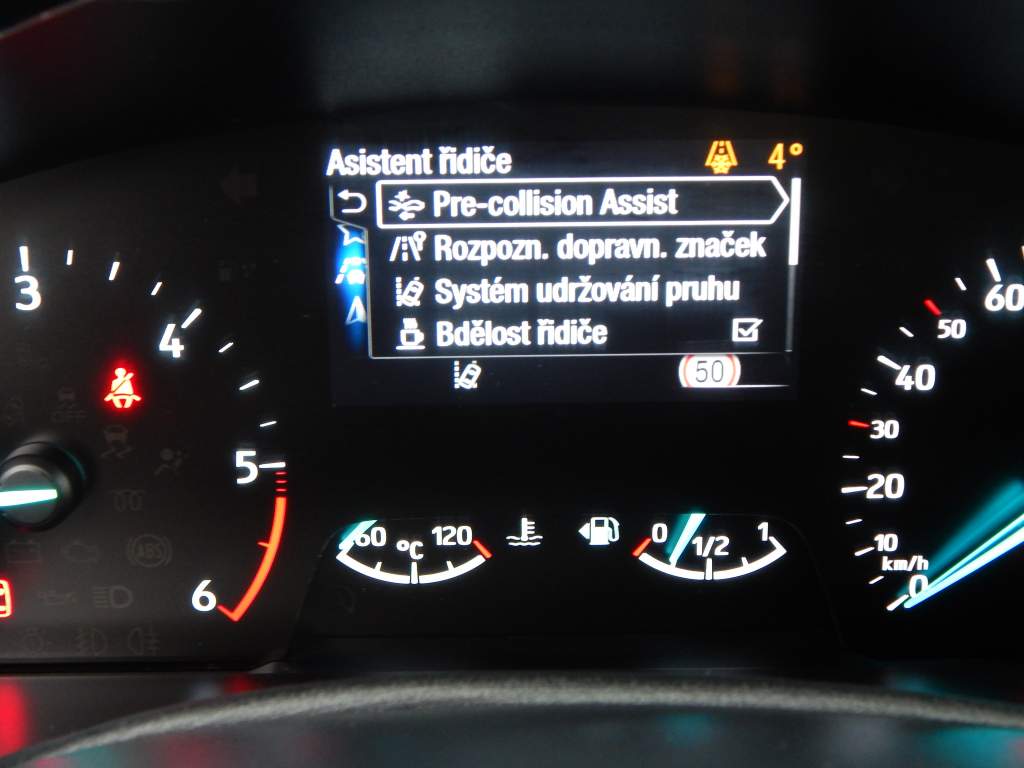 Asistent řidiče 4°
Pre-collision Assist
Rozpozn. dopravn. značek
Systém udržování pruhu
Bdělost řidiče
50
3
4
5
6
60 °C 120
0 1/2 1
60
50
40
30
20
10
km/h
0
ABS